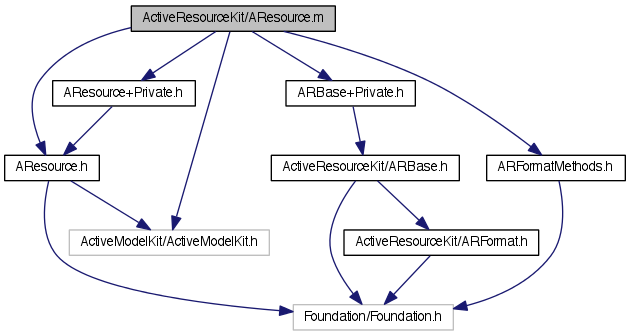 ActiveResourceKit/AResource.m
AResource+Private.h
ARBase+Private.h
AResource.h
ActiveResourceKit/ARBase.h
ARFormatMethods.h
ActiveModelKit/ActiveModelKit.h
ActiveResourceKit/ARFormat.h
Foundation/Foundation.h